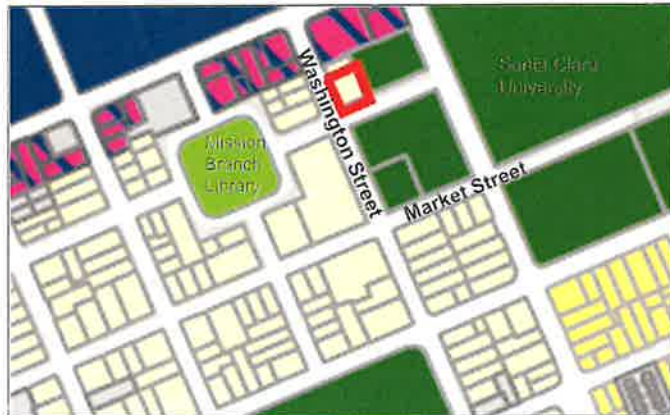 Washington Street
Santa Clara
University
Mission
Branch
Library
Market Street